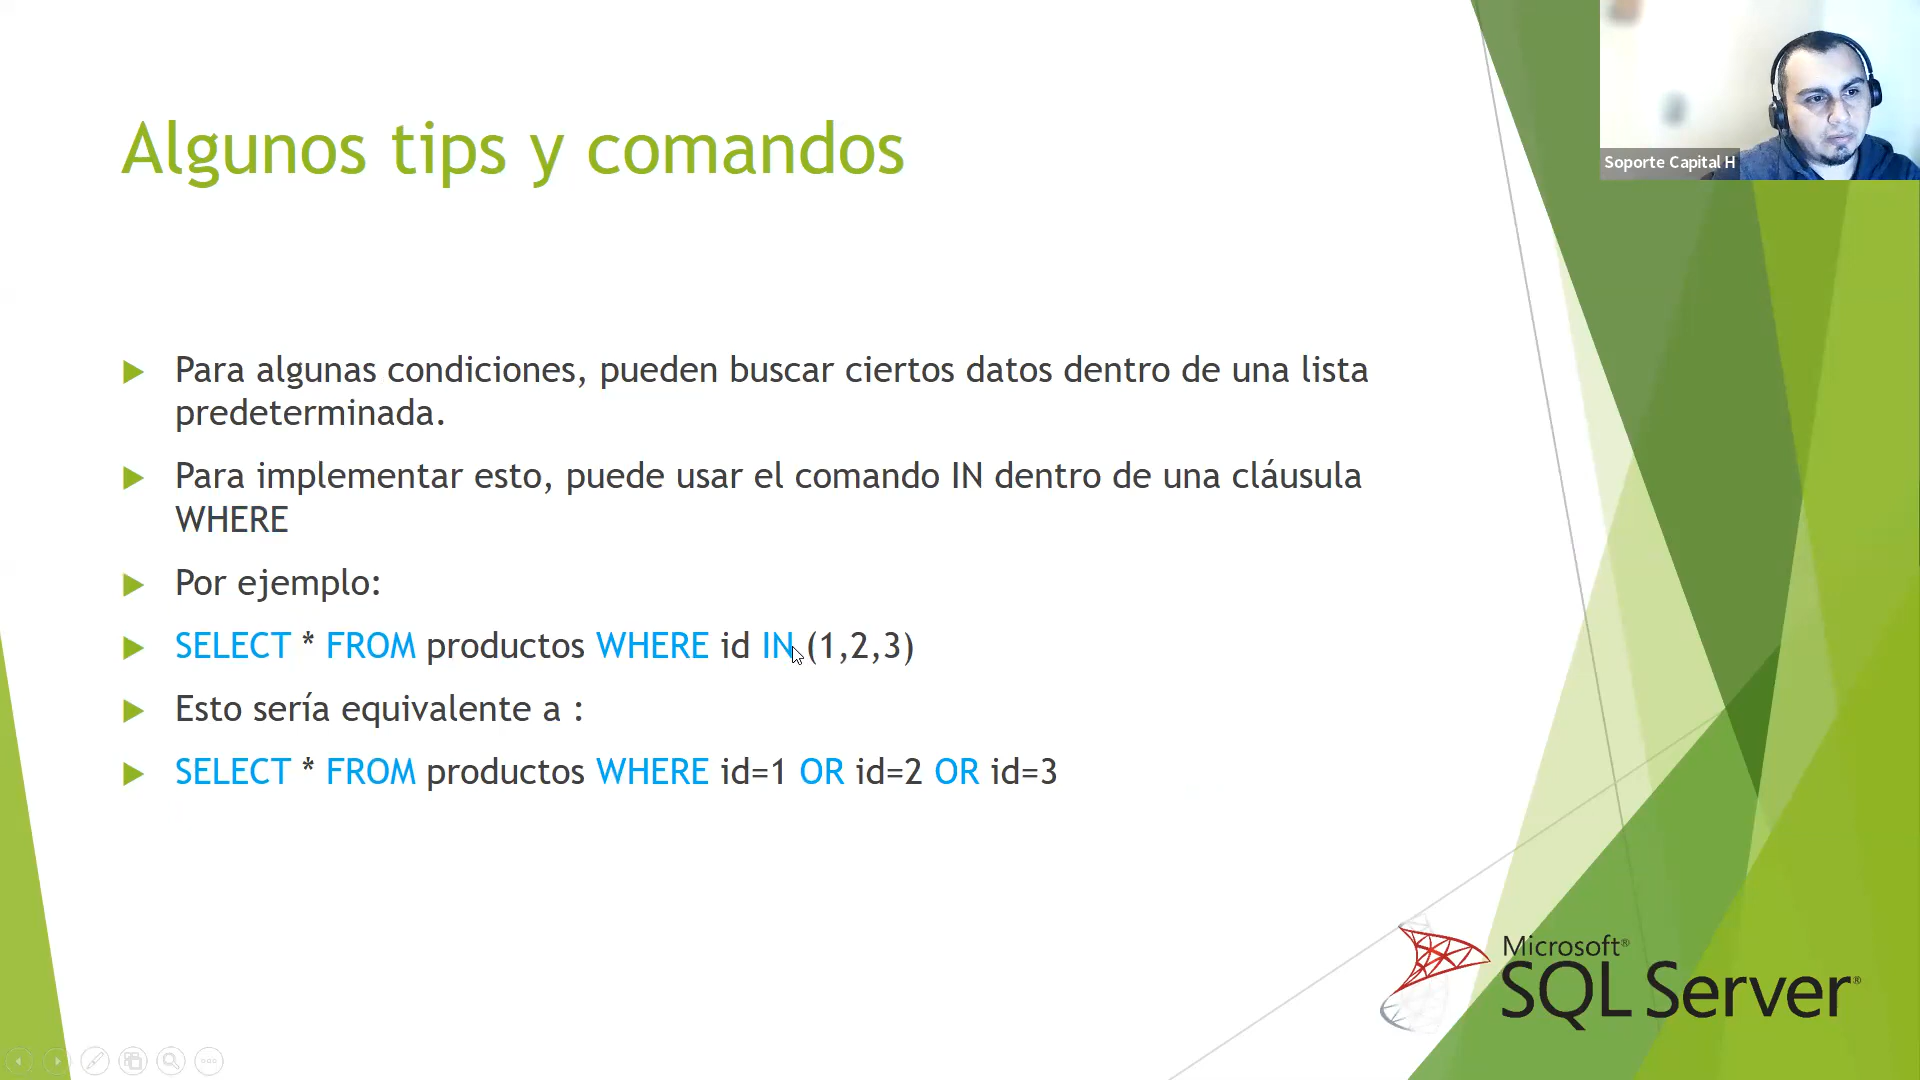 Soporte Capital H
Algunos tips y comandos
Para algunas condiciones, pueden buscar ciertos datos dentro de una lista
predeterminada.
Para implementar esto, puede usar el comando IN dentro de una cláusula
WHERE
Por ejemplo:
SELECT * FROM productos WHERE id IN (1,2,3)
Esto sería equivalente a :
SELECT * FROM productos WHERE id=1 OR id=2 OR id=3
Microsoft®
SQL Server®